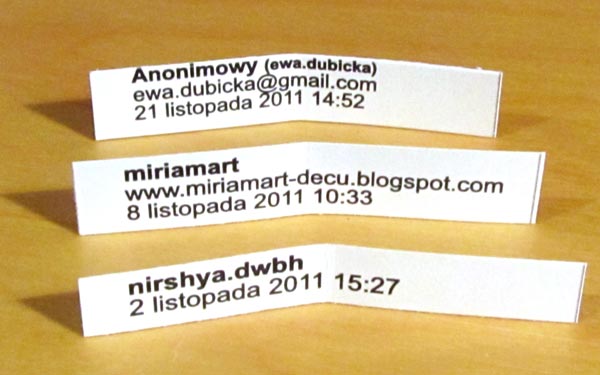 Anonimowy (ewa.dubicka)
ewa.dubicka@gmail.com
21 listopada 2011 14:52
miriamart
www.miriamart-decu.blogspot.com
8 listopada 2011 10:33
nirshya.dwbh
2 listopada 2011 15:27